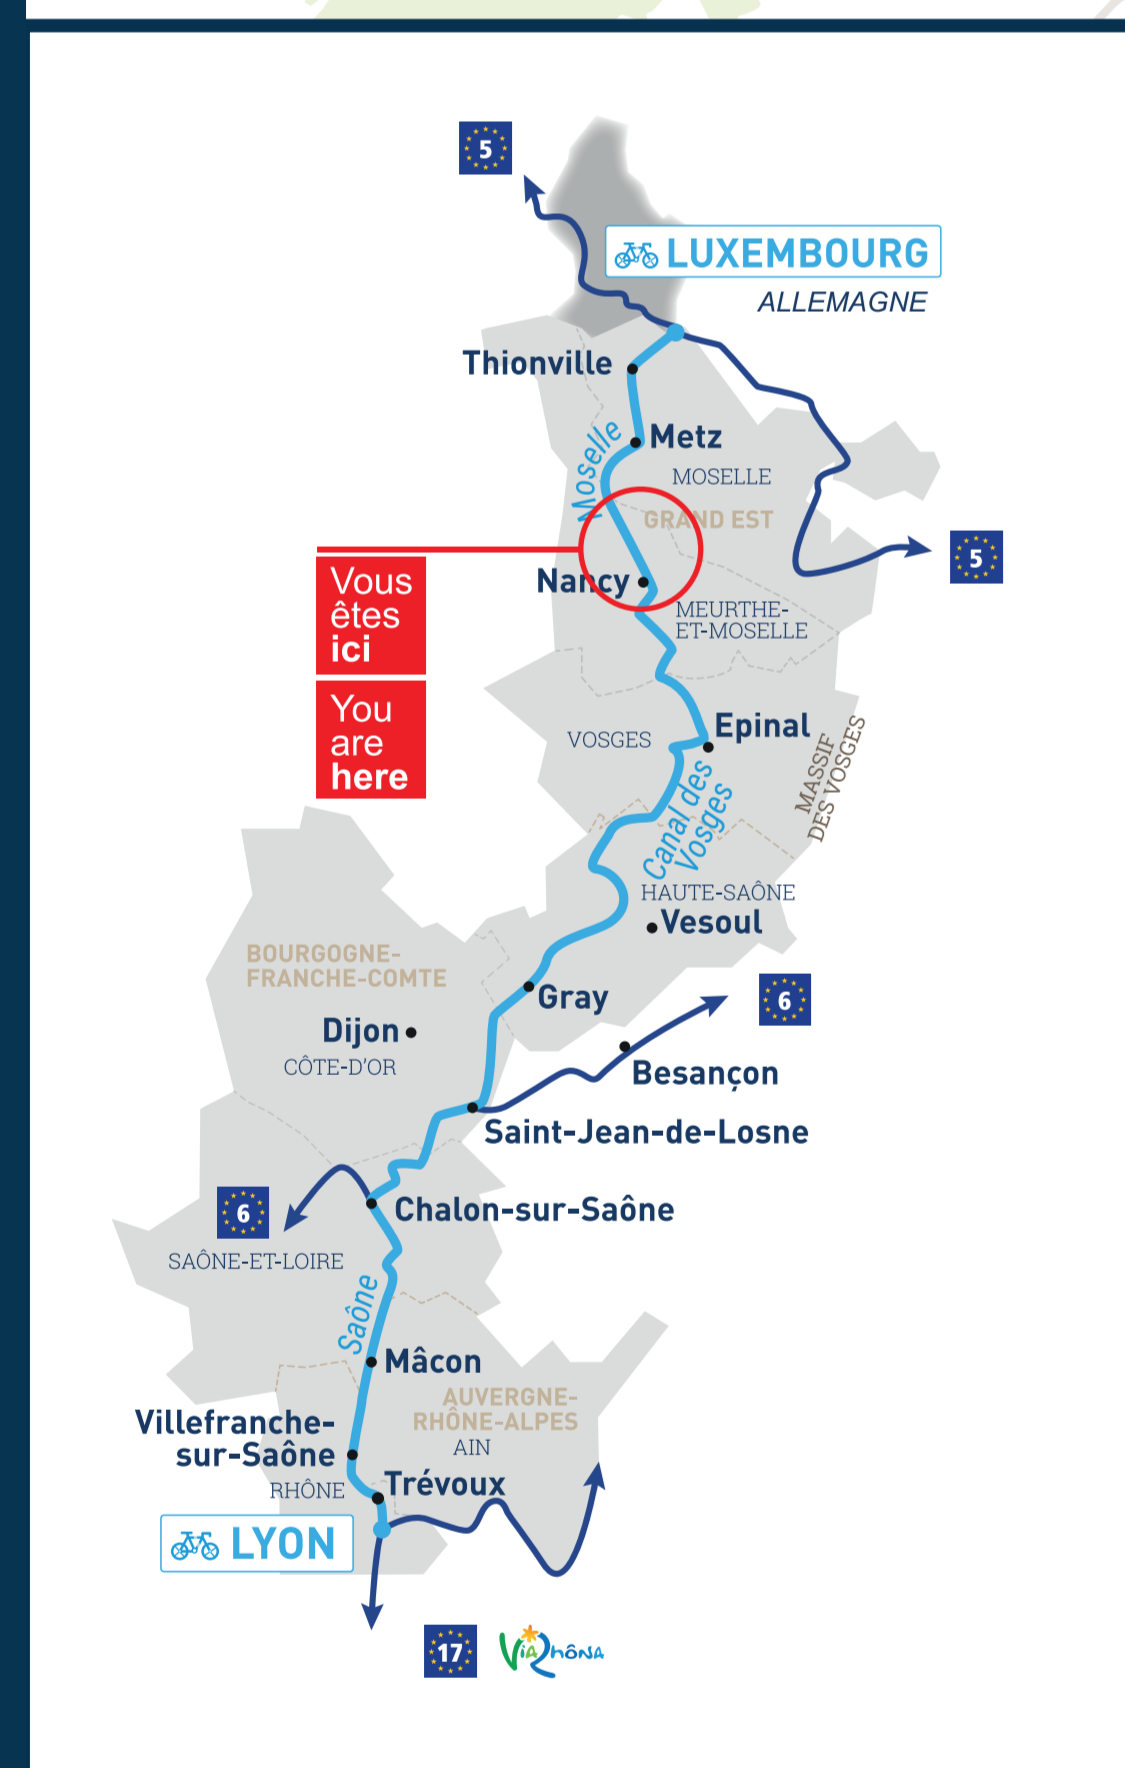 5
LUXEMBOURG
ALLEMAGNE
Thionville
Metz
Moselle
MOSELLE
GRAND EST
5
Vous
êtes
ici
Nancy
MEURTHE-
ET-MOSELLE
You
are
here
Epinal
VOSGES
MASSIF
DES VOSGES
Canal des
Vosges
HAUTE-SAÔNE
Vesoul
BOURGOGNE-
FRANCHE-COMTE
Gray
6
Dijon
CÔTE-D'OR
Besançon
Saint-Jean-de-Losne
6
Chalon-sur-Saône
SAÔNE-ET-LOIRE
Saône
Mâcon
AUVERGNE-
RHÔNE-ALPES
AIN
Villefranche-
sur-Saône
RHÔNE
Trévoux
LYON
17
ViaRhôna